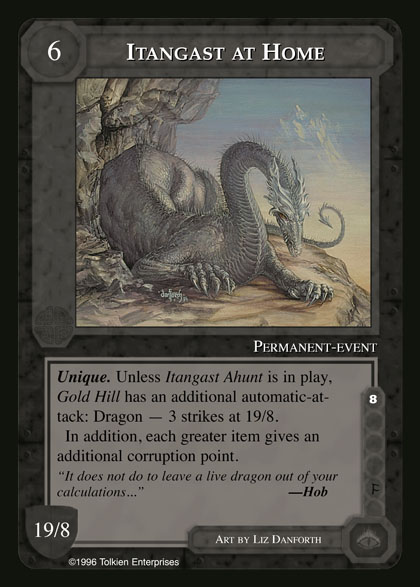 6
ITANGAST AT HOME
danforth
PERMANENT-EVENT
Unique. Unless Itangast Ahunt is in play,
Gold Hill has an additional automatic-at-
tack: Dragon — 3 strikes at 19/8.
In addition, each greater item gives an
additional corruption point.
“It does not do to leave a live dragon out of your
calculations…” —Hob
8
19/8
ART BY LIZ DANFORTH
©1996 Tolkien Enterprises